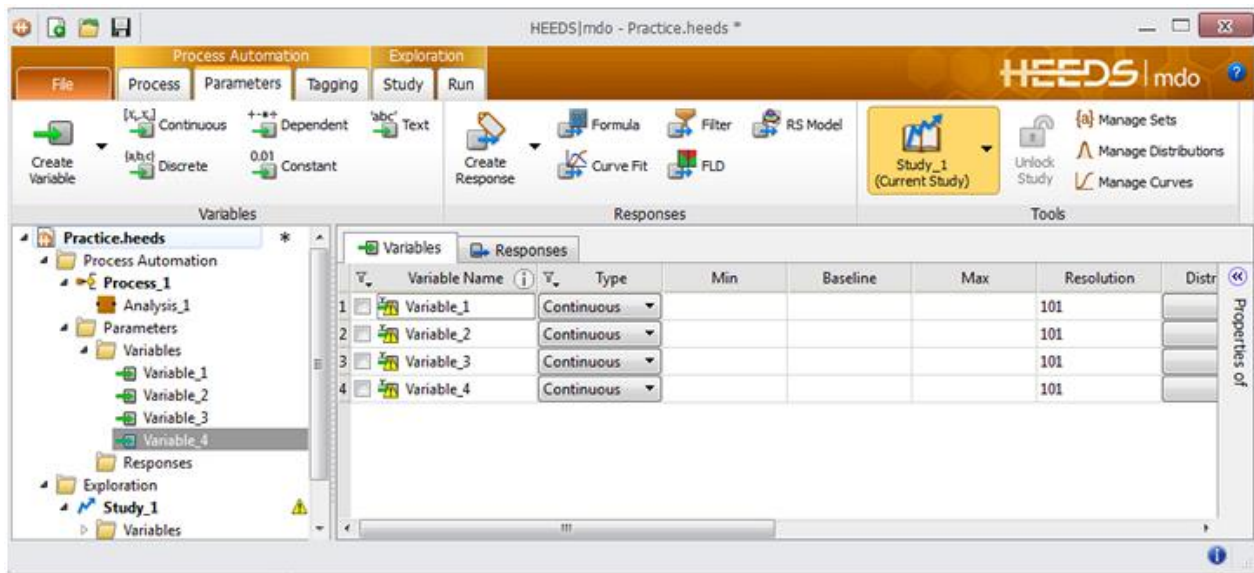 HEEDS|mdo - Practice.heeds *
Process Automation Exploration
File Process Parameters Tagging Study Run
HEEDS|mdo ?
Create Variable
[X,X] Continuous
+-*÷ Dependent
'abc' Text
{a,b,c} Discrete
0.01 Constant
Variables
Create Response
Formula
Filter
RS Model
Curve Fit
FLD
Responses
Study_1
(Current Study)
Unlock
Study
{a} Manage Sets
Manage Distributions
Manage Curves
Tools
Practice.heeds *
Process Automation
Process_1
Analysis_1
Parameters
Variables
Variable_1
Variable_2
Variable_3
Variable_4
Responses
Exploration
Study_1
Variables
Variables Responses
Variable Name Type Min Baseline Max Resolution Distr
1 Variable_1 Continuous 101
2 Variable_2 Continuous 101
3 Variable_3 Continuous 101
4 Variable_4 Continuous 101
Properties of